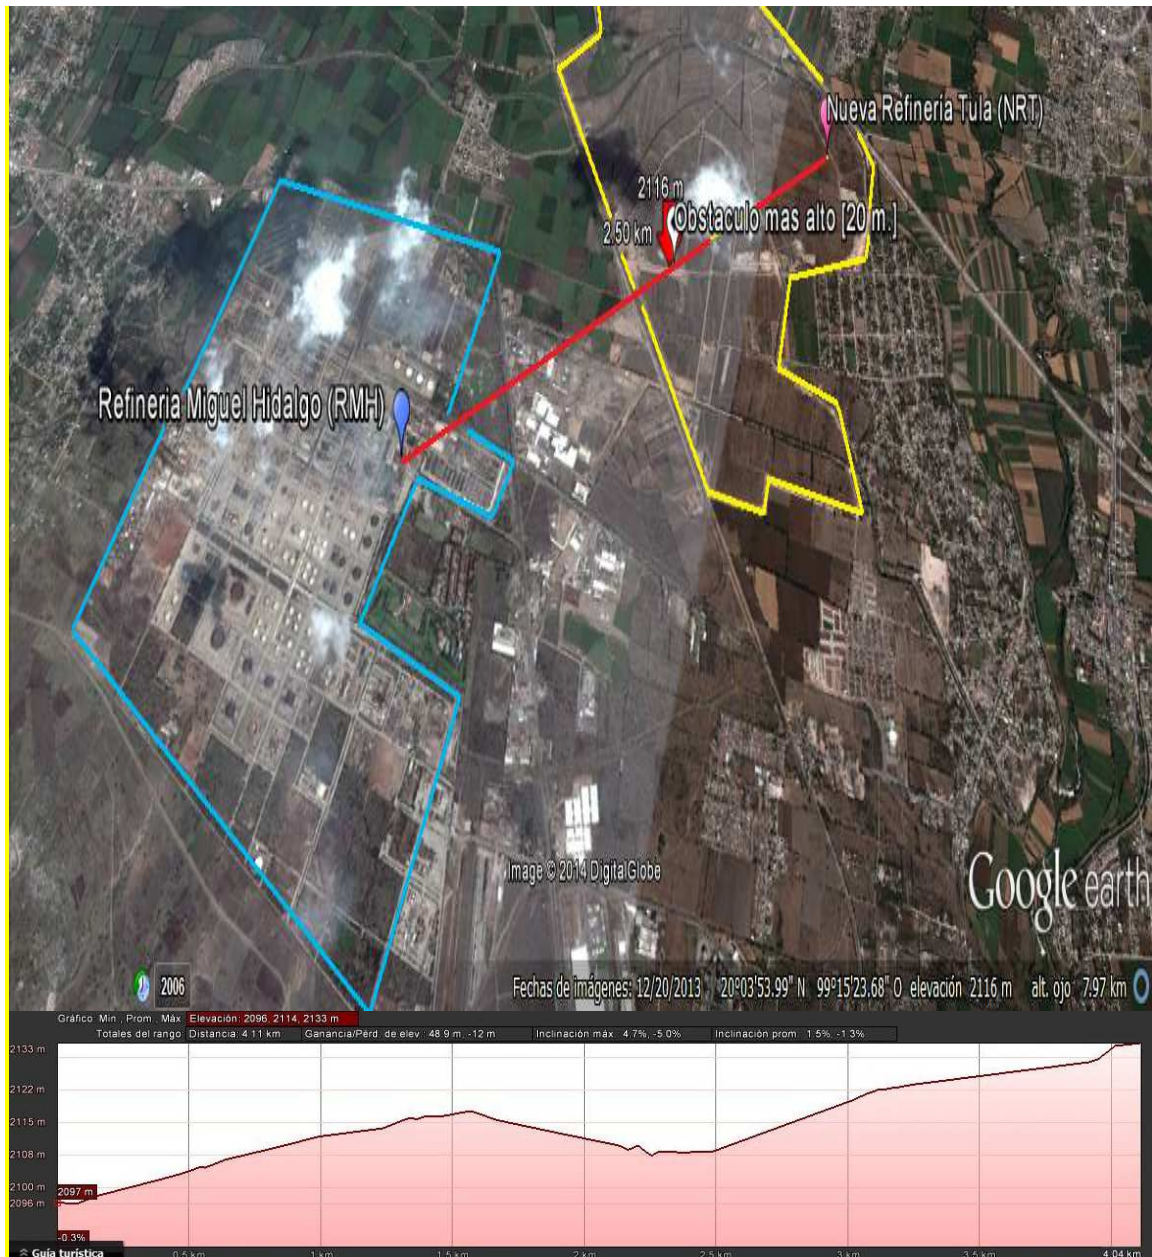 Nueva Refinería Tula (NRT)
2116 m
Obstaculo mas alto [20 m.]
2.50 km
Refineria Miguel Hidalgo (RMH)
Image © 2014 DigitalGlobe
Google earth
2006
Fechas de imágenes: 12/20/2013 20º03'53.99" N 99º15'23.68" O elevación 2116 m alt. ojo 7.97 km
Gráfico Mín., Prom., Máx. Elevación: 2096, 2114, 2133 m
Totales del rango Distancia: 4.11 km Ganancia/Pérd. de elev.: 48.9 m, -12 m Inclinación máx. 4.7%, -5.0% Inclinación prom. 1.5%, -1.3%
2133 m
2122 m
2115 m
2108 m
2100 m
2097 m
2096 m
-0.3%
Guía turística 0.5 km 1 km 1.5 km 2 km 2.5 km 3 km 3.5 km 4.04 km